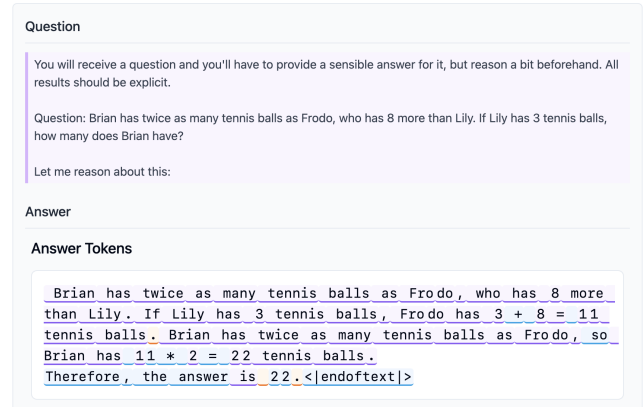 Question
You will receive a question and you'll have to provide a sensible answer for it, but reason a bit beforehand. All
results should be explicit.
Question: Brian has twice as many tennis balls as Frodo, who has 8 more than Lily. If Lily has 3 tennis balls,
how many does Brian have?
Let me reason about this:
Answer
Answer Tokens
Brian has twice as many tennis balls as Frodo, who has 8 more
than Lily. If Lily has 3 tennis balls, Frodo has 3 + 8 = 11
tennis balls. Brian has twice as many tennis balls as Frodo, so
Brian has 11 * 2 = 22 tennis balls.
Therefore, the answer is 22.<|endoftext|>